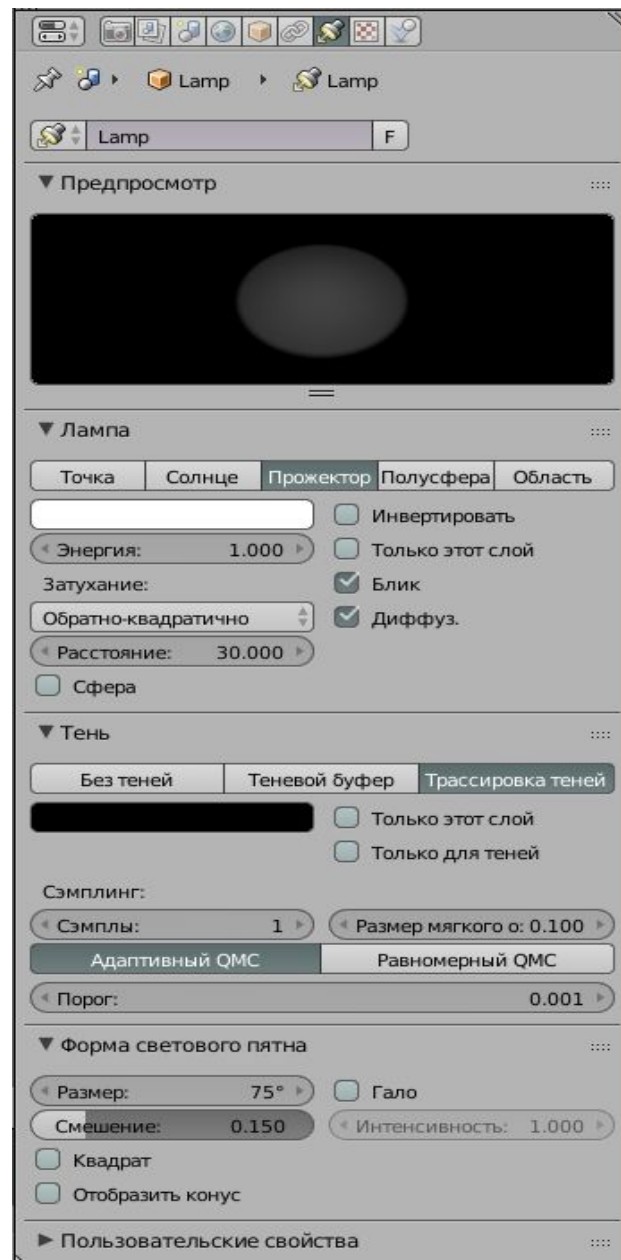 Lamp Lamp
Lamp F
Предпросмотр
Лампа
Точка Солнце Прожектор Полусфера Область
Инвертировать
Энергия: 1.000 Только этот слой
Затухание: Блик
Обратно-квадратично Диффуз.
Расстояние: 30.000
Сфера
Тень
Без теней Теневой буфер Трассировка теней
Только этот слой
Только для теней
Сэмплинг:
Сэмплы: 1 Размер мягкого о: 0.100
Адаптивный QMC Равномерный QMC
Порог: 0.001
Форма светового пятна
Размер: 75° Гало
Смешение: 0.150 Интенсивность: 1.000
Квадрат
Отобразить конус
Пользовательские свойства